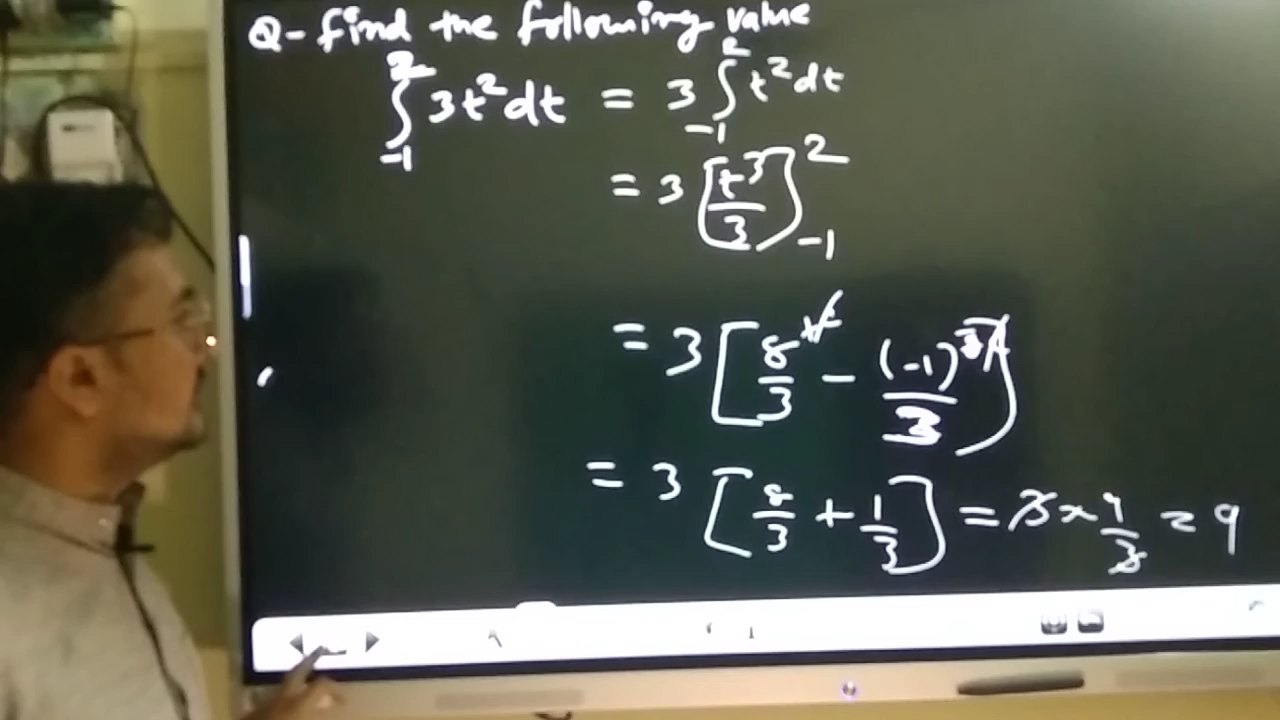 Q- Find the following value
∫_{-1}^{2} 3t² dt = 3 ∫_{-1}^{2} t² dt
= 3 [t³/3]_{-1}^{2}
= 3 [8/3 - (-1)³/3]
= 3 [8/3 + 1/3] = 3 × 9/3 = 9